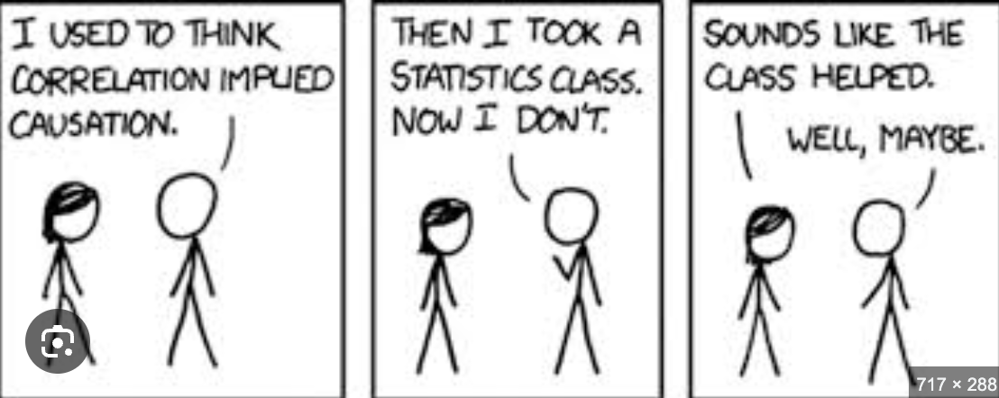 I USED TO THINK
CORRELATION IMPLIED
CAUSATION.
THEN I TOOK A
STATISTICS CLASS.
NOW I DON'T.
SOUNDS LIKE THE
CLASS HELPED.
WELL, MAYBE.
717 × 288